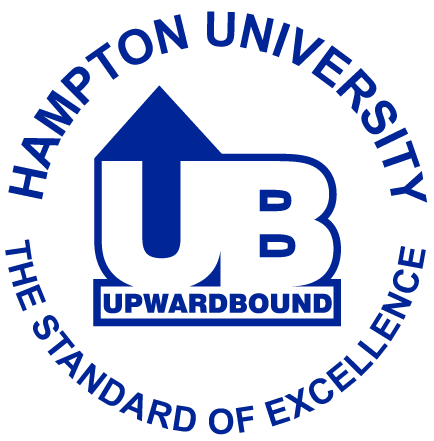 HAMPTON UNIVERSITY
UB
UPWARDBOUND
THE STANDARD OF EXCELLENCE